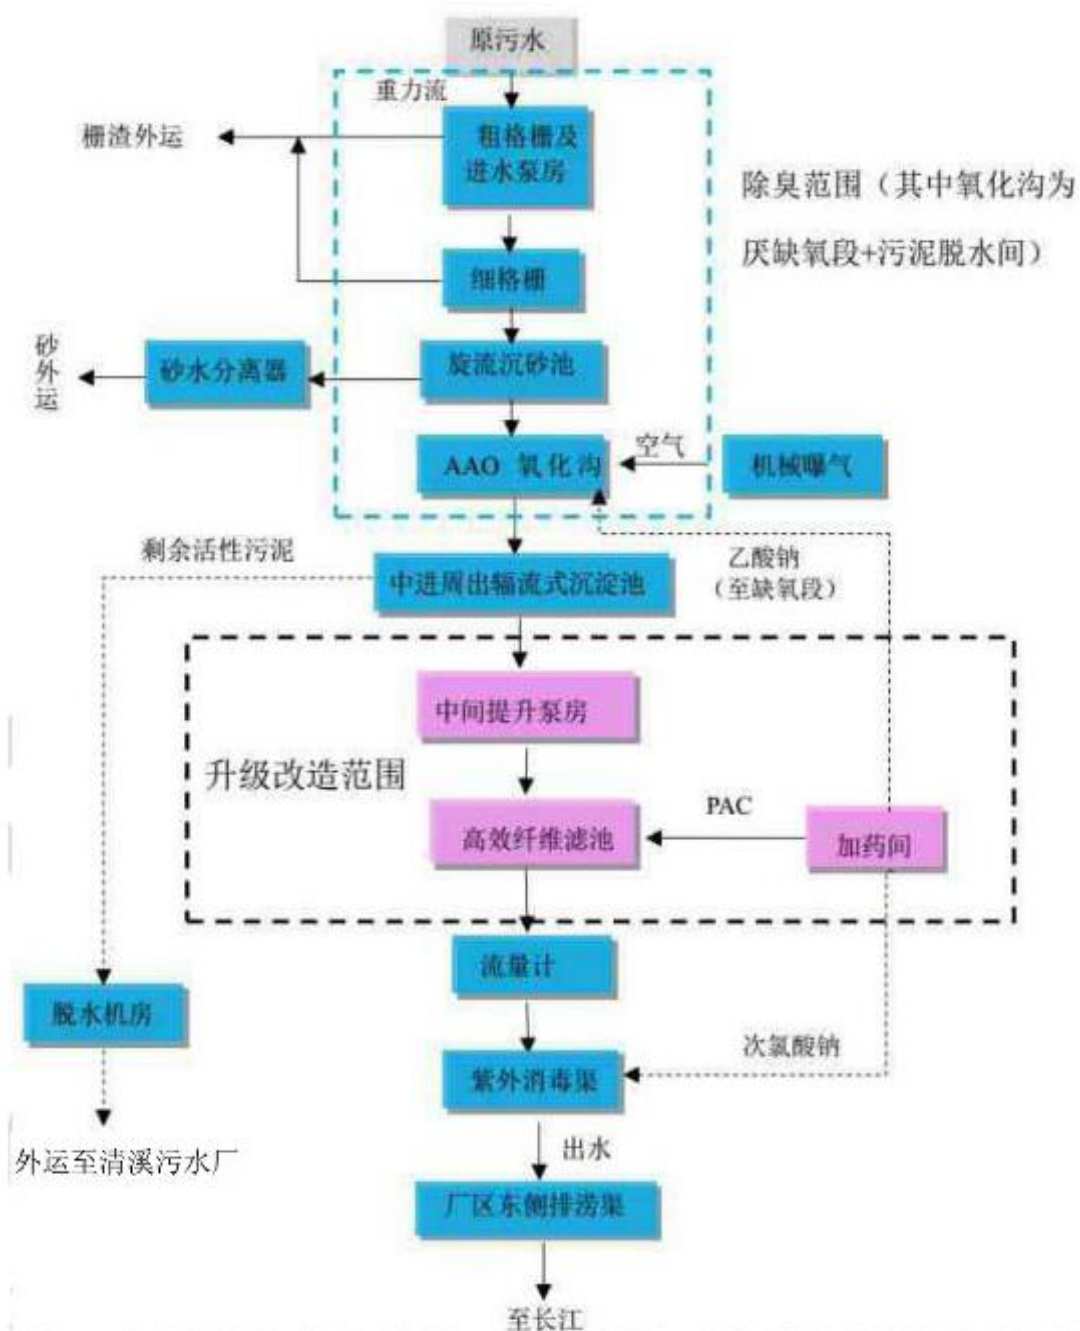 原污水
重力流
栅渣外运
粗格栅及
进水泵房
除臭范围（其中氧化沟为
厌缺氧段+污泥脱水间）
细格栅
砂外运
砂水分离器
旋流沉砂池
AAO 氧化沟
空气
机械曝气
剩余活性污泥
中进周出辐流式沉淀池
乙酸钠
（至缺氧段）
中间提升泵房
升级改造范围
PAC
高效纤维滤池
加药间
流量计
脱水机房
次氯酸钠
紫外消毒渠
出水
外运至清溪污水厂
厂区东侧排涝渠
至长江